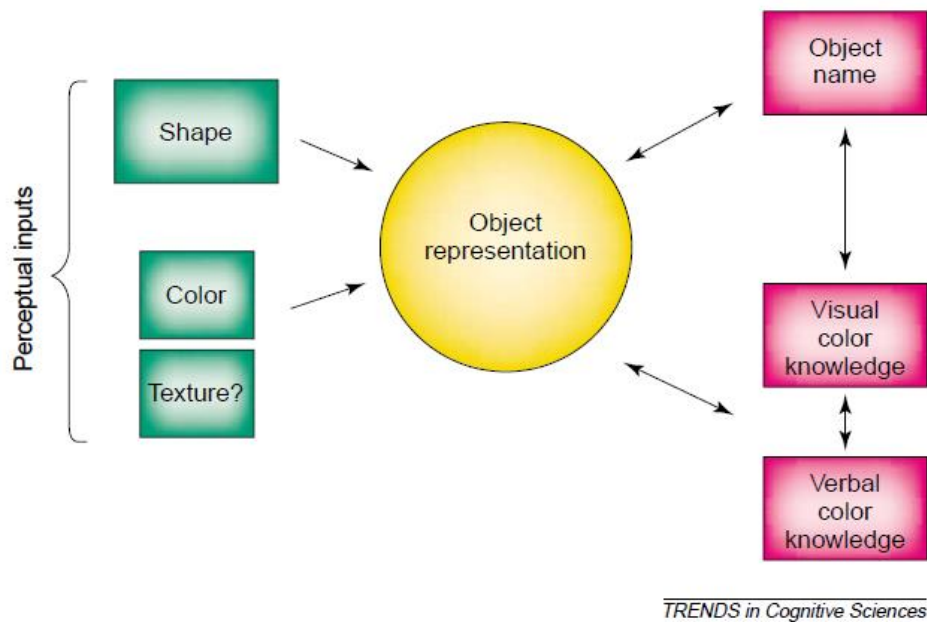 Perceptual inputs
Shape
Color
Texture?
Object
representation
Object
name
Visual
color
knowledge
Verbal
color
knowledge
TRENDS in Cognitive Sciences